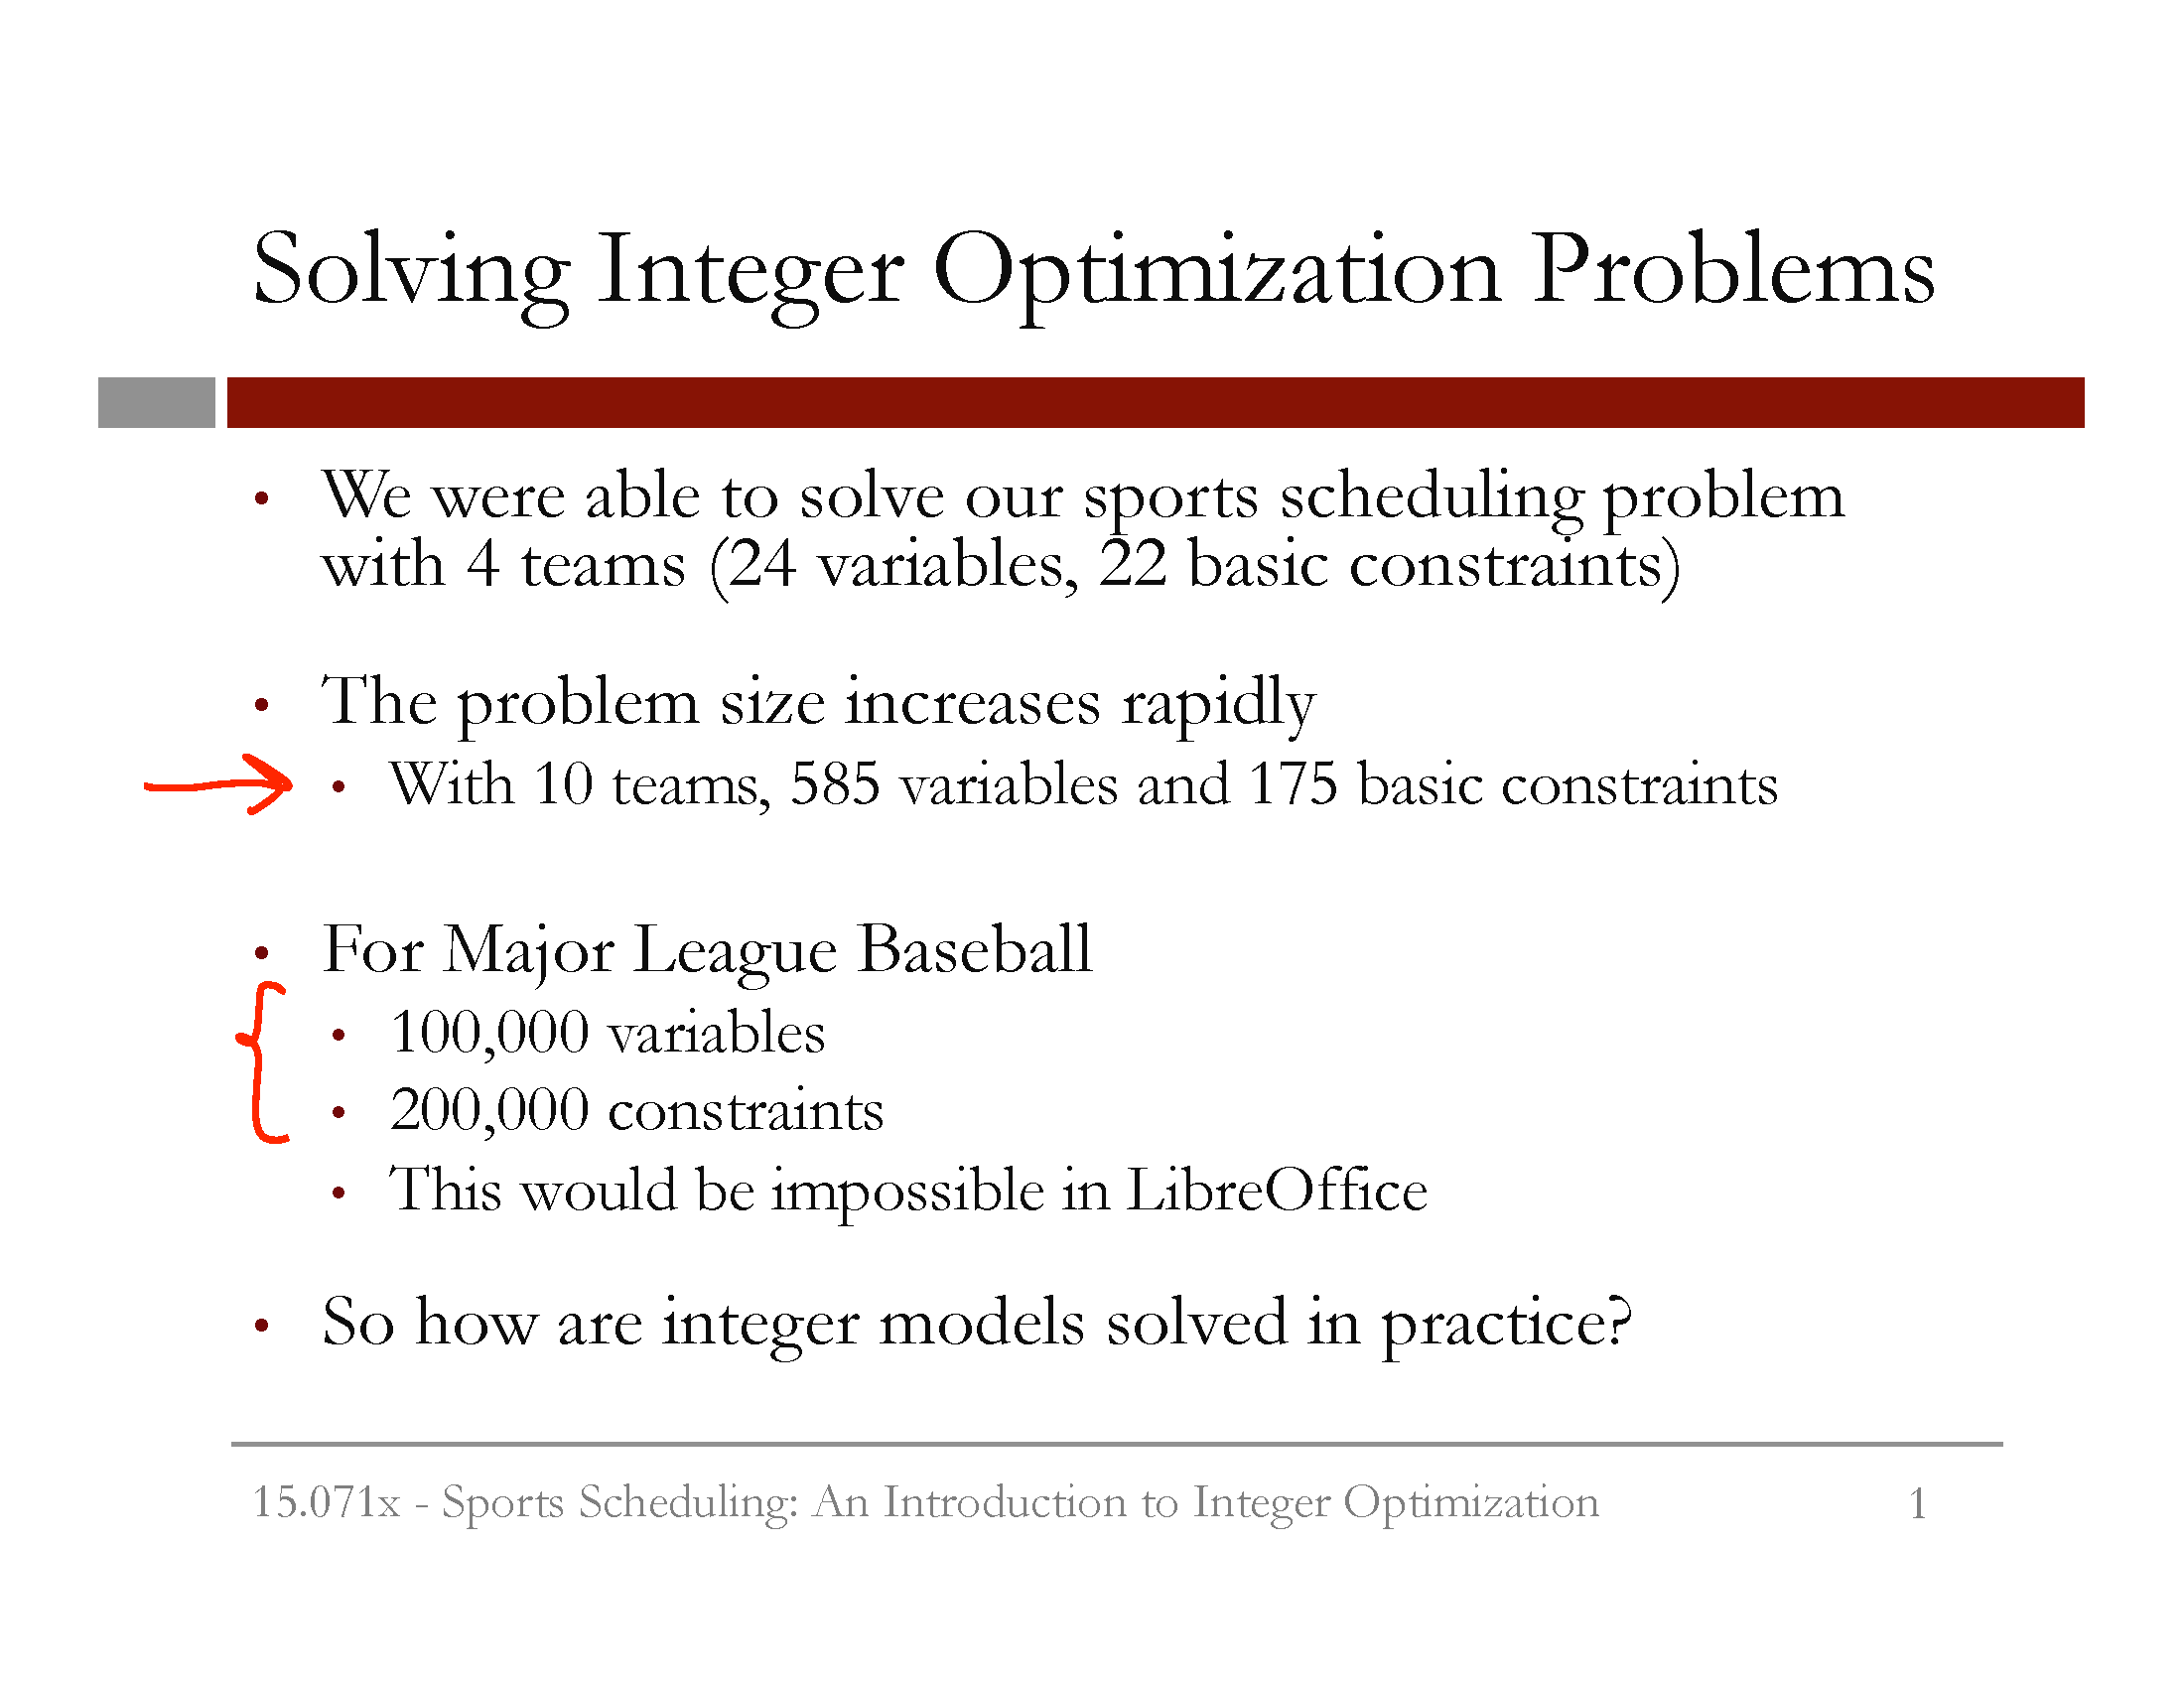 Solving Integer Optimization Problems
• We were able to solve our sports scheduling problem
with 4 teams (24 variables, 22 basic constraints)
• The problem size increases rapidly
• With 10 teams, 585 variables and 175 basic constraints
• For Major League Baseball
• 100,000 variables
• 200,000 constraints
• This would be impossible in LibreOffice
• So how are integer models solved in practice?
15.071x - Sports Scheduling: An Introduction to Integer Optimization 1